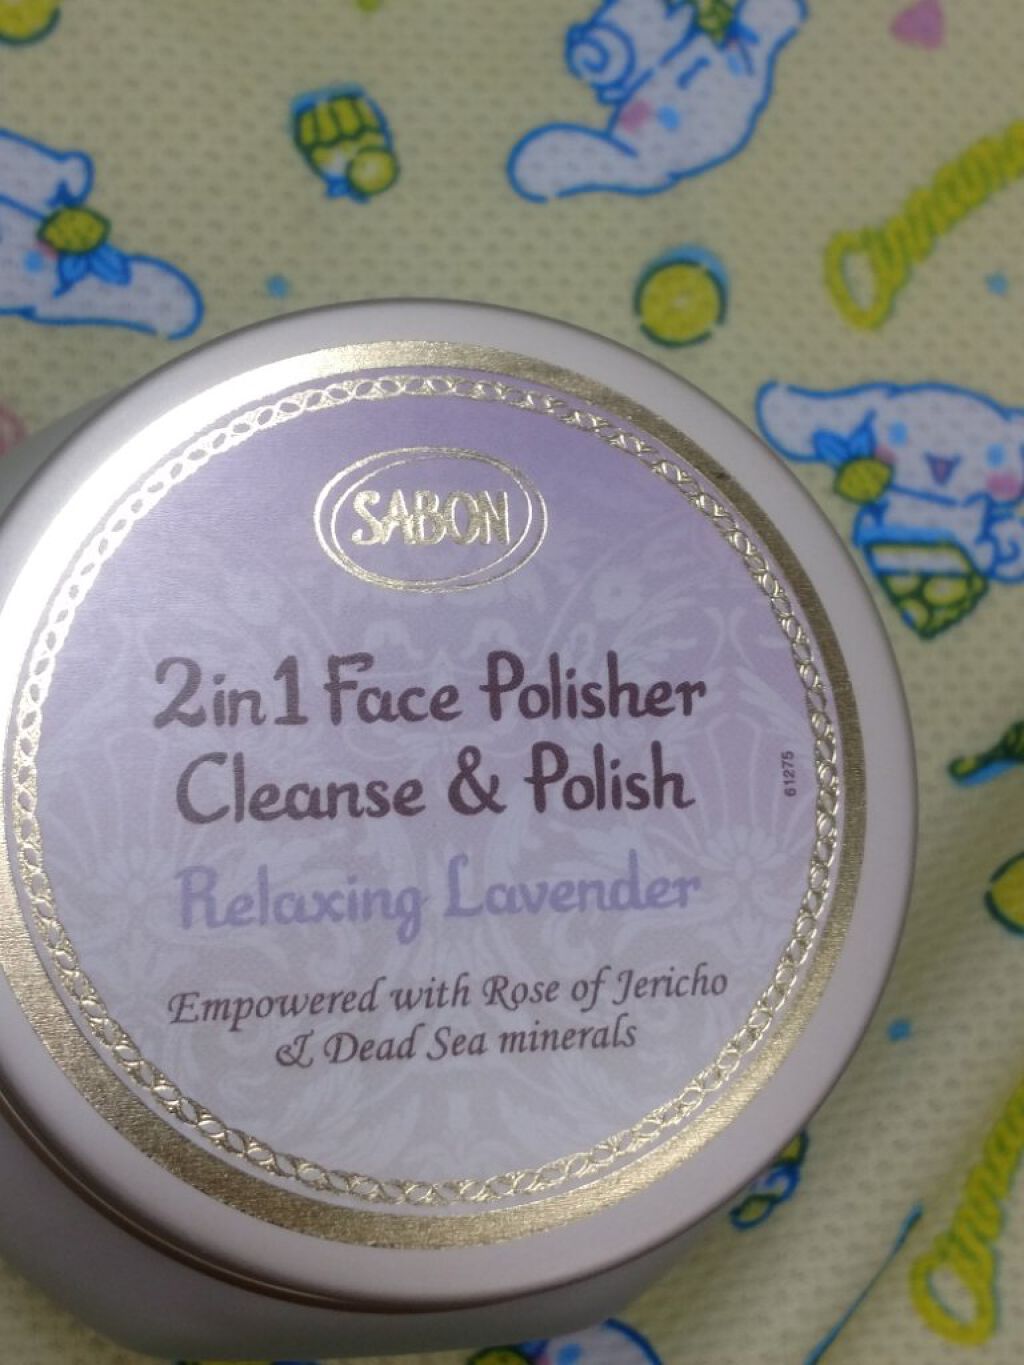 SABON
2in1 Face Polisher
Cleanse & Polish
61275
Relaxing Lavender
Empowered with Rose of Jericho
& Dead Sea minerals